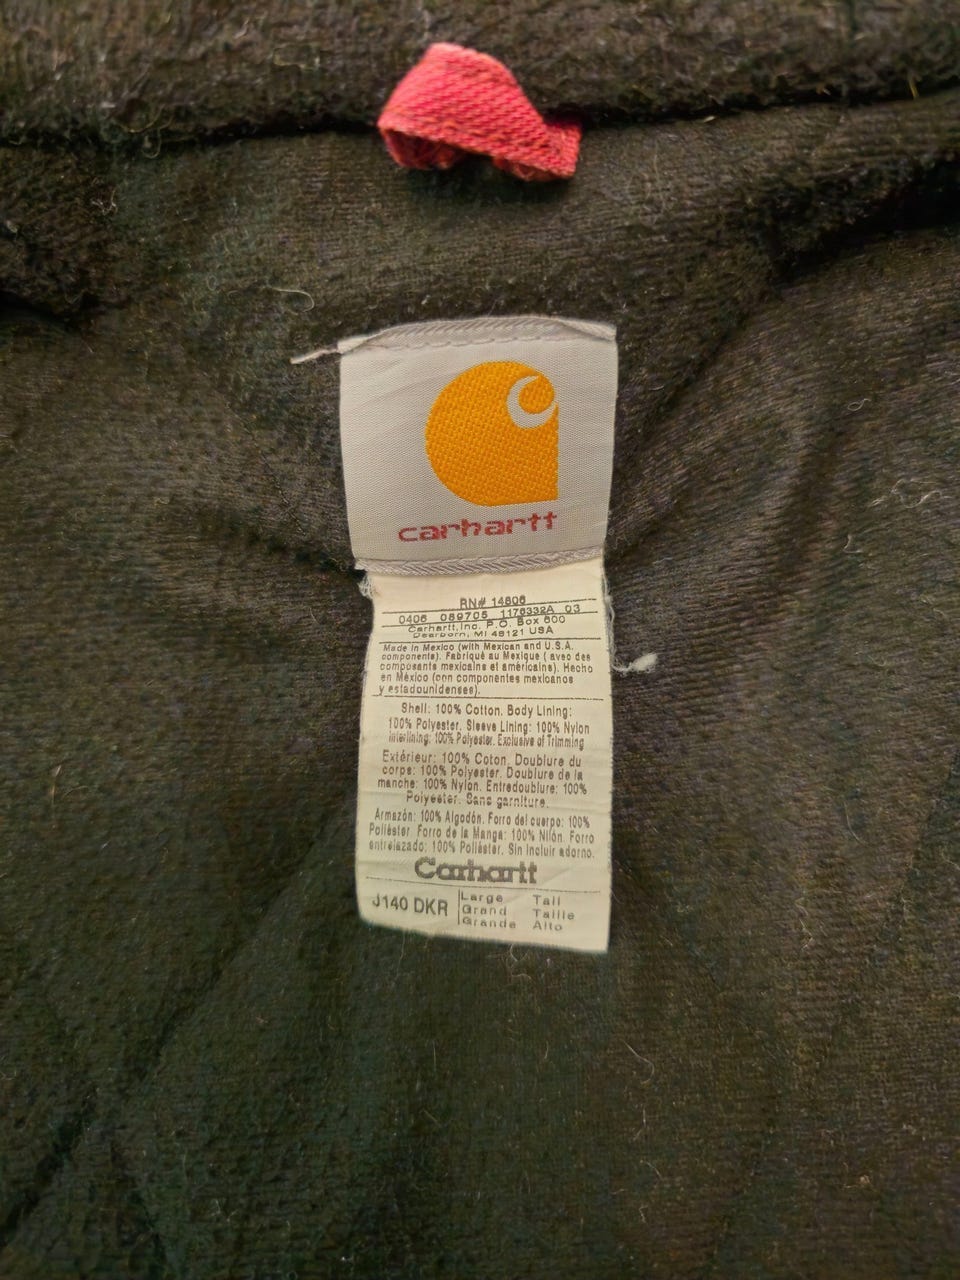 carhartt
RN# 14806
0406 089705 1176332A 03
Carhartt, Inc. P.O. Box 600
Dearborn, MI 48121 USA
Made in Mexico (with Mexican and U.S.A.
components). Fabriqué au Mexique ( avec des
composants mexicains et américains). Hecho
en México (con componentes mexicanos
y estadounidenses).
Shell: 100% Cotton. Body Lining:
100% Polyester. Sleeve Lining: 100% Nylon
Interlining: 100% Polyester. Exclusive of Trimming
Extérieur: 100% Coton. Doublure du
corps: 100% Polyester. Doublure de la
manche: 100% Nylon. Entredoublure: 100%
Polyester. Sans garniture.
Armazón: 100% Algodón. Forro del cuerpo: 100%
Poliéster. Forro de la Manga: 100% Nilón. Forro
entrelazado: 100% Poliéster. Sin incluir adorno.
Carhartt
J140 DKR
Large Tall
Grand Taille
Grande Alto